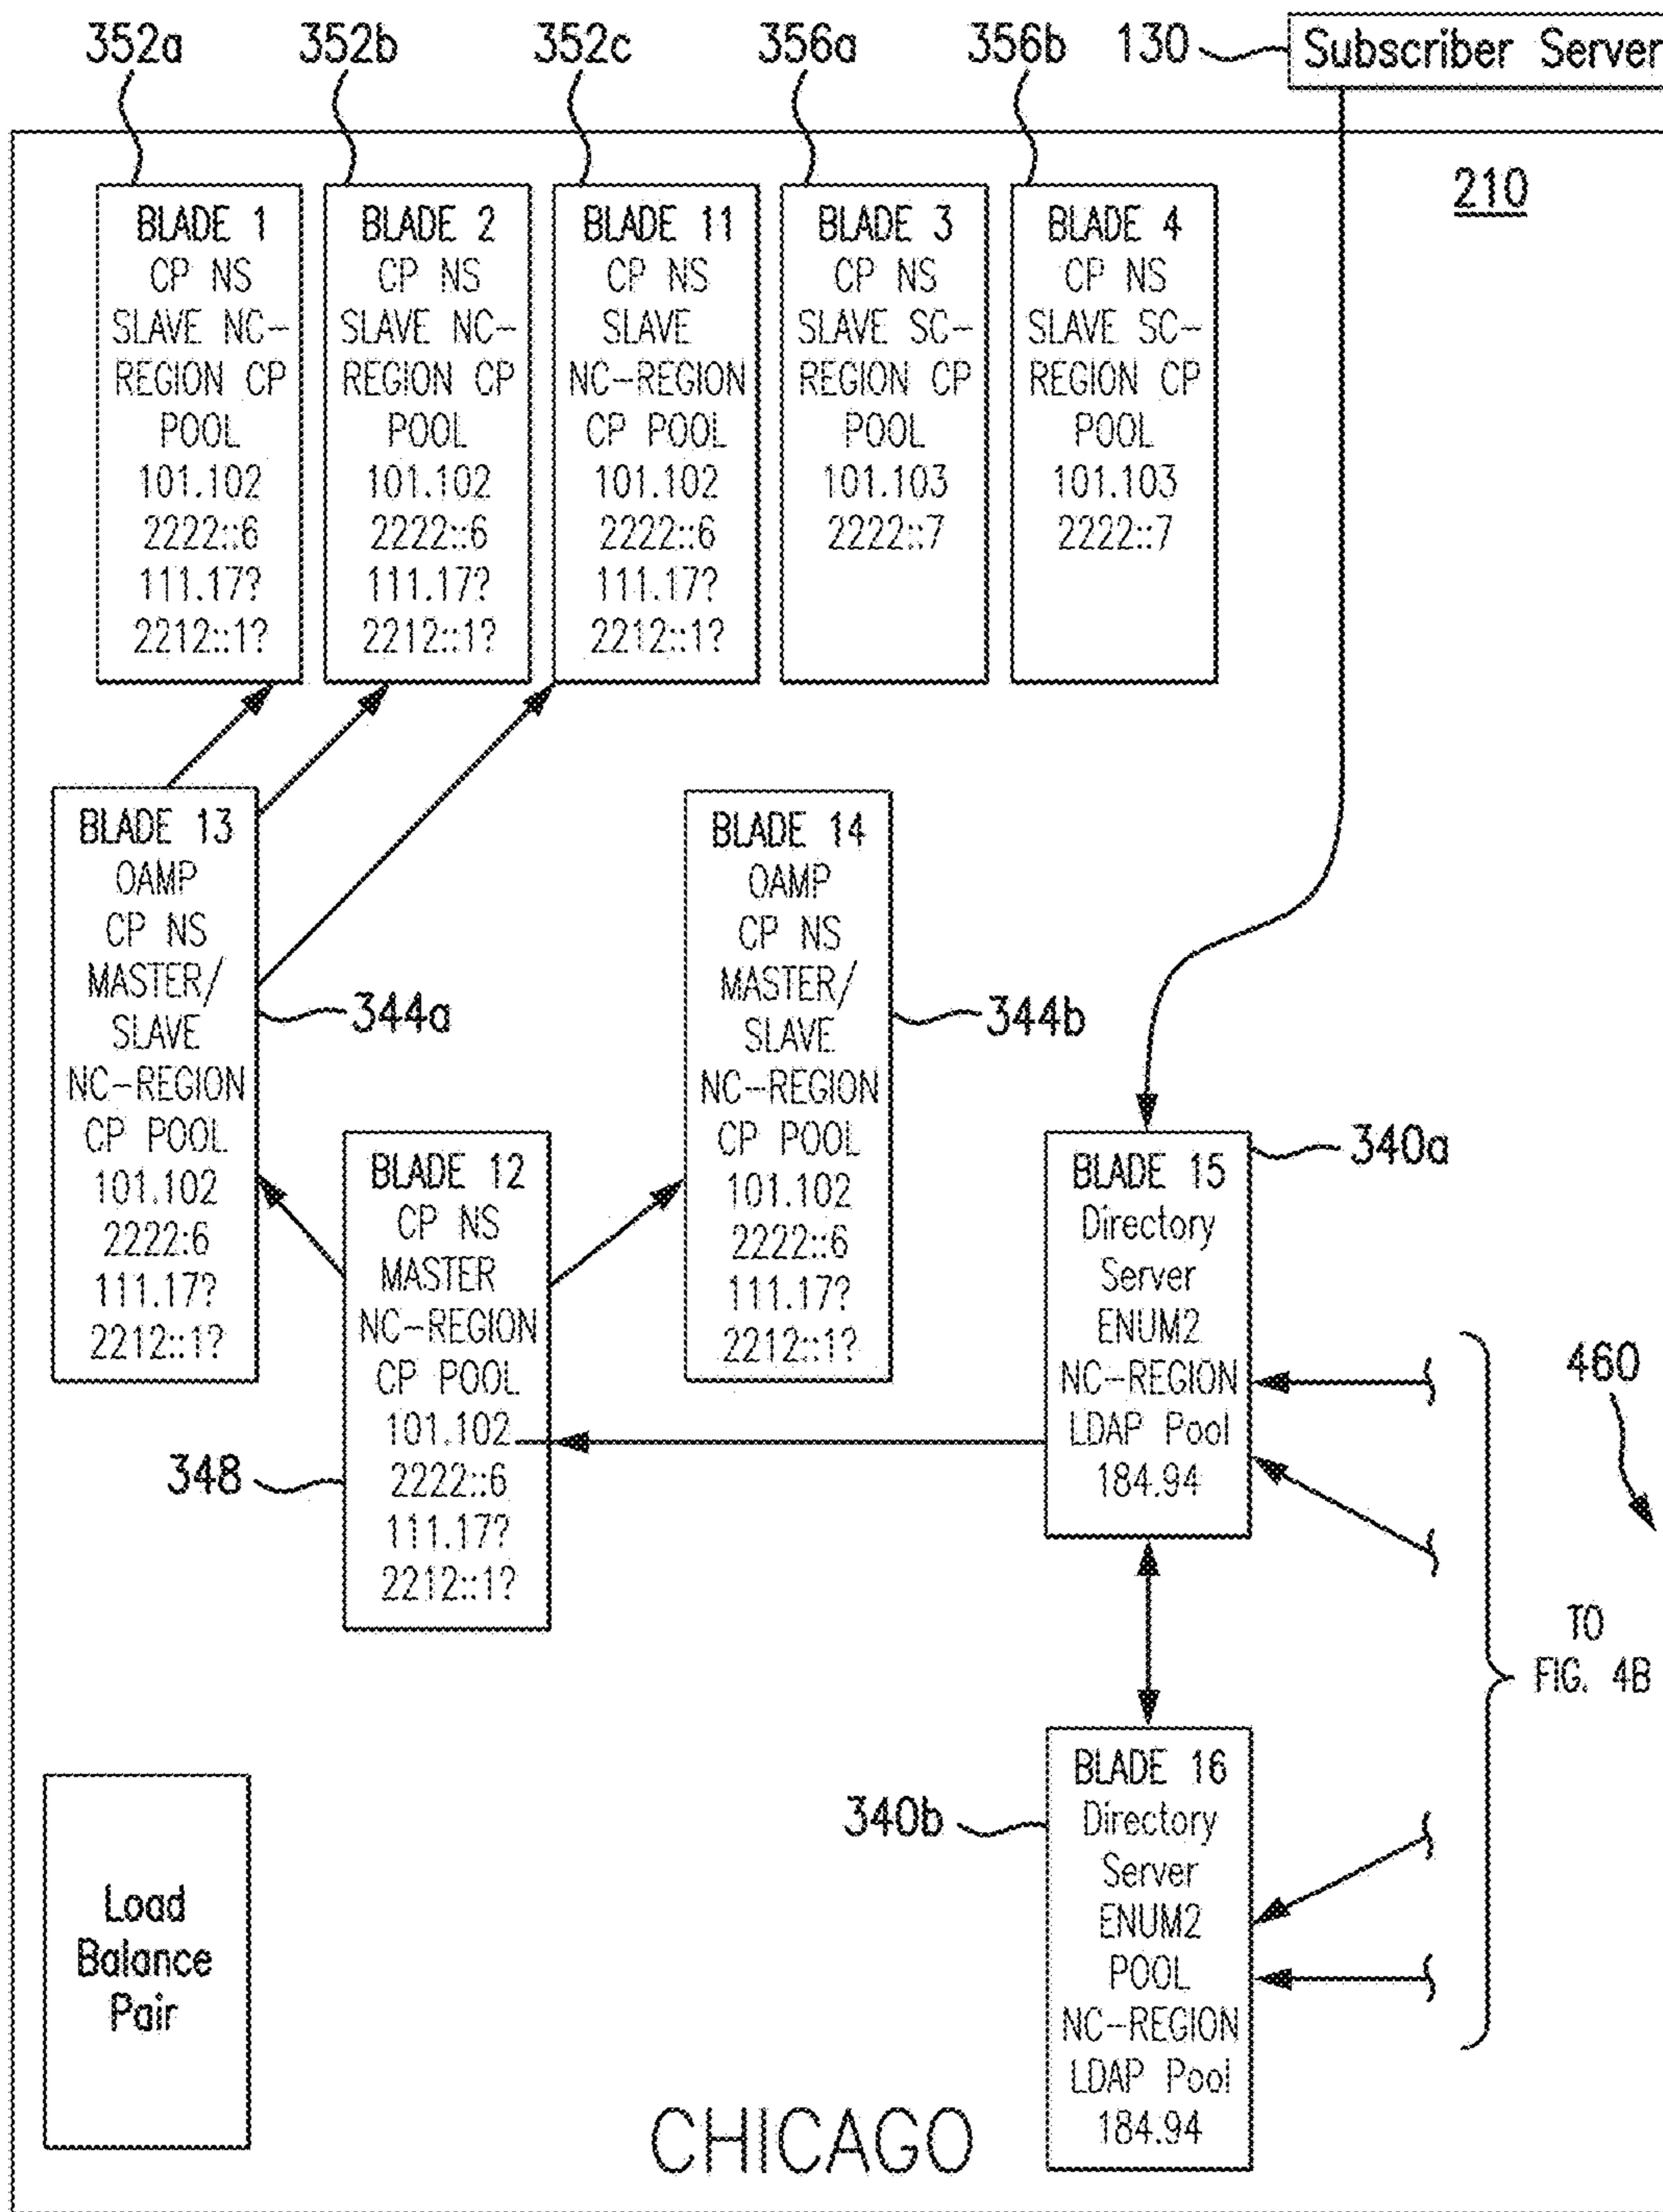 352a 352b 352c 356a 356b 130 Subscriber Server
210
BLADE 1
CP NS
SLAVE NC-
REGION CP
POOL
101.102
2222::6
111.17?
2212::1?
BLADE 2
CP NS
SLAVE NC-
REGION CP
POOL
101.102
2222::6
111.17?
2212::1?
BLADE 11
CP NS
SLAVE
NC-REGION
CP POOL
101.102
2222::6
111.17?
2212::1?
BLADE 3
CP NS
SLAVE SC-
REGION CP
POOL
101.103
2222::7
BLADE 4
CP NS
SLAVE SC-
REGION CP
POOL
101.103
2222::7
BLADE 13
OAMP
CP NS
MASTER/
SLAVE
NC-REGION
CP POOL
101.102
2222:6
111.17?
2212::1?
344a
BLADE 14
OAMP
CP NS
MASTER/
SLAVE
NC-REGION
CP POOL
101.102
2222::6
111.17?
2212::1?
344b
BLADE 12
CP NS
MASTER
NC-REGION
CP POOL
101.102
2222::6
111.17?
2212::1?
348
BLADE 15
Directory
Server
ENUM2
NC-REGION
LDAP Pool
184.94
340a
460
TO
FIG. 4B
BLADE 16
Directory
Server
ENUM2
POOL
NC-REGION
LDAP Pool
184.94
340b
Load
Balance
Pair
CHICAGO